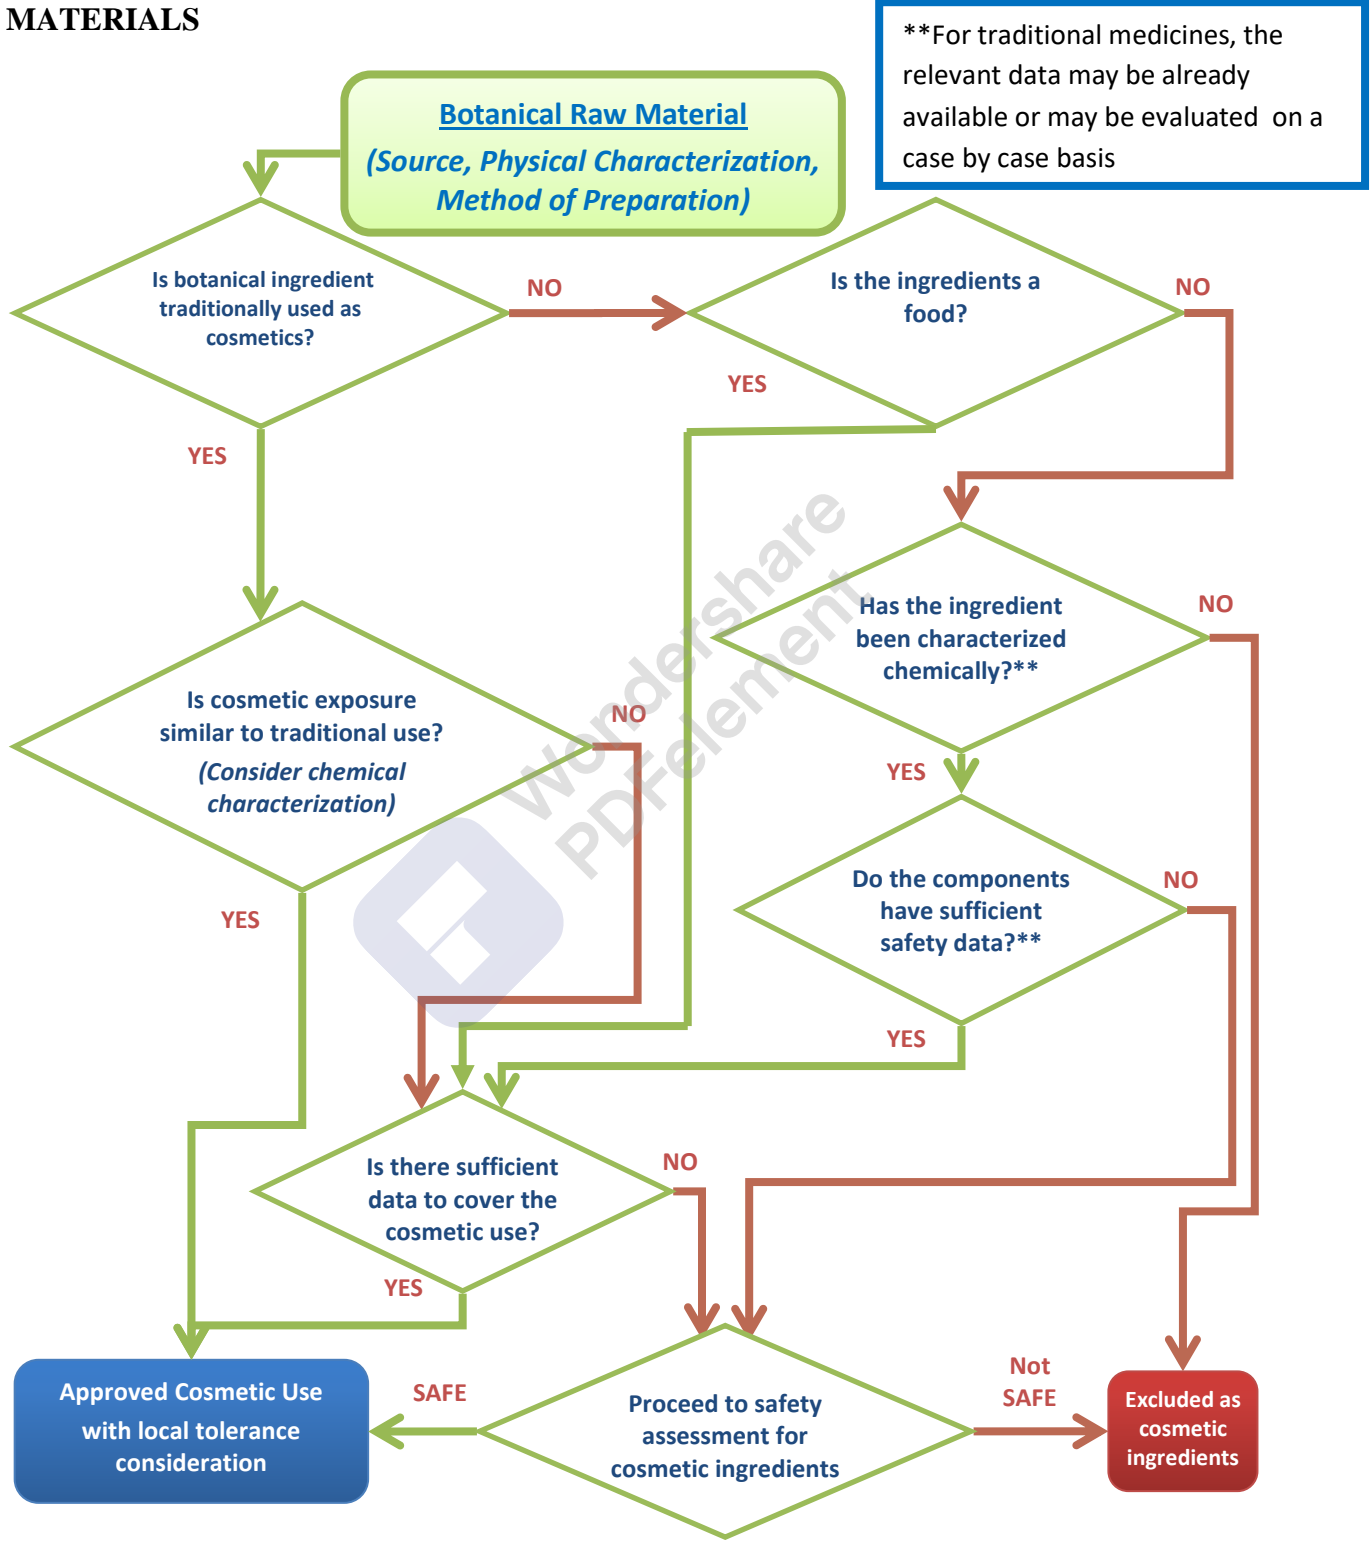 MATERIALS
**For traditional medicines, the
relevant data may be already
available or may be evaluated on a
case by case basis
Botanical Raw Material
(Source, Physical Characterization,
Method of Preparation)
Is botanical ingredient
traditionally used as
cosmetics?
NO
Is the ingredients a
food?
NO
YES
YES
Has the ingredient
been characterized
chemically?**
NO
Is cosmetic exposure
similar to traditional use?
(Consider chemical
characterization)
NO
YES
YES
Do the components
have sufficient
safety data?**
NO
YES
Is there sufficient
data to cover the
cosmetic use?
NO
YES
Approved Cosmetic Use
with local tolerance
consideration
SAFE
Proceed to safety
assessment for
cosmetic ingredients
Not
SAFE
Excluded as
cosmetic
ingredients
Wondershare
PDFelement